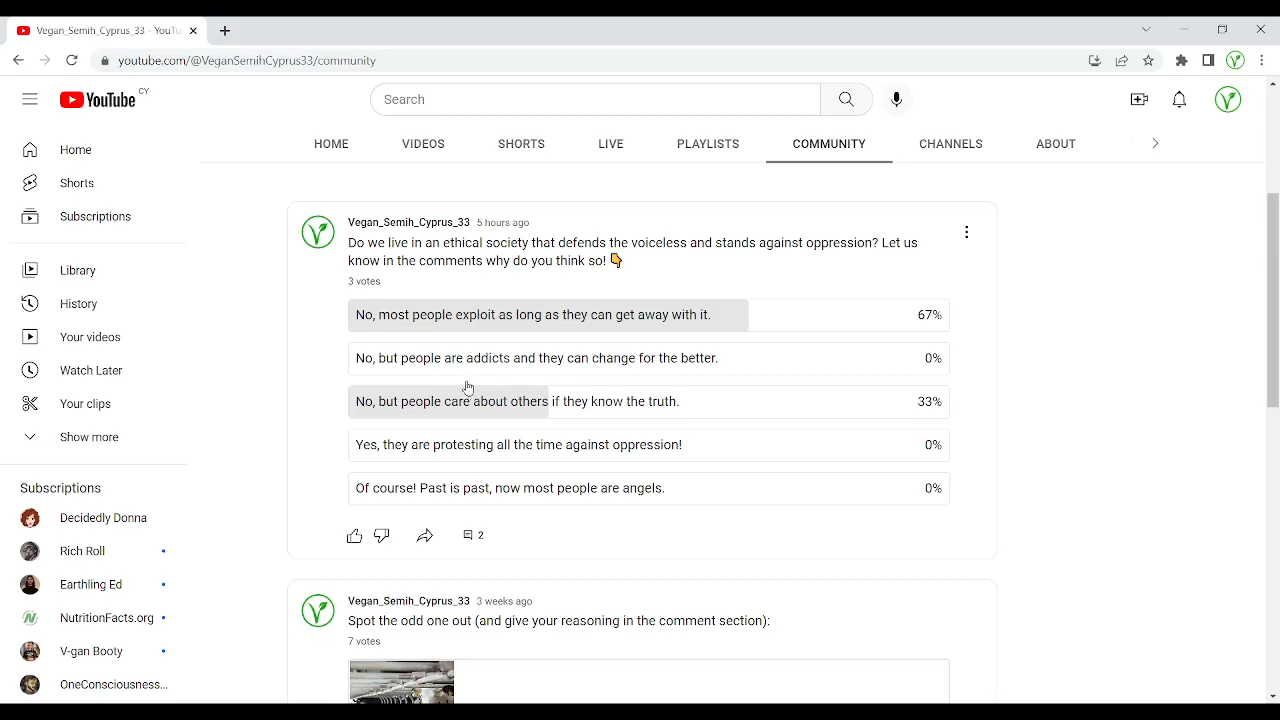 Vegan_Semih_Cyprus_33 - YouTu
youtube.com/@VeganSemihCyprus33/community
YouTube CY
Search
HOME VIDEOS SHORTS LIVE PLAYLISTS COMMUNITY CHANNELS ABOUT
Home
Shorts
Subscriptions
Library
History
Your videos
Watch Later
Your clips
Show more
Subscriptions
Decidedly Donna
Rich Roll
Earthling Ed
NutritionFacts.org
V-gan Booty
OneConsciousness...
Vegan_Semih_Cyprus_33 5 hours ago
Do we live in an ethical society that defends the voiceless and stands against oppression? Let us
know in the comments why do you think so! 👇
3 votes
No, most people exploit as long as they can get away with it. 67%
No, but people are addicts and they can change for the better. 0%
No, but people care about others if they know the truth. 33%
Yes, they are protesting all the time against oppression! 0%
Of course! Past is past, now most people are angels. 0%
2
Vegan_Semih_Cyprus_33 3 weeks ago
Spot the odd one out (and give your reasoning in the comment section):
7 votes